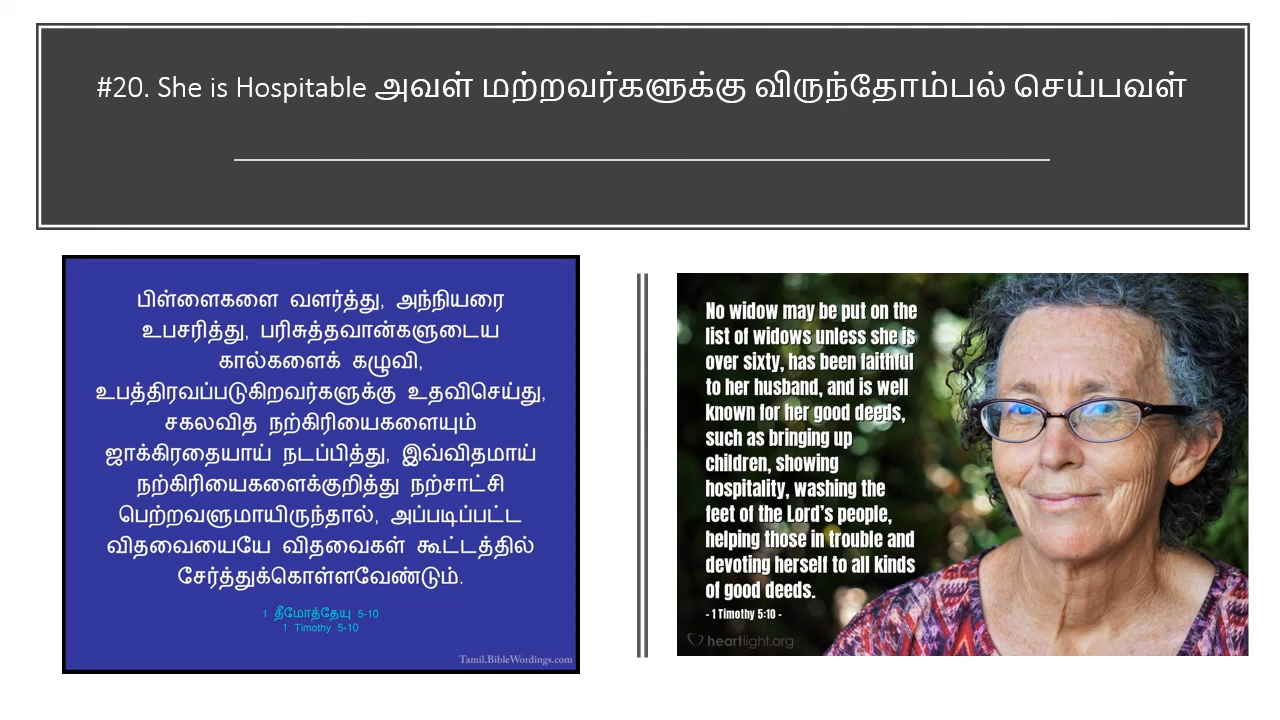 #20. She is Hospitable அவள் மற்றவர்களுக்கு விருந்தோம்பல் செய்பவள்
பிள்ளைகளை வளர்த்து, அந்நியரை
உபசரித்து, பரிசுத்தவான்களுடைய
கால்களைக் கழுவி,
உபத்திரவப்படுகிறவர்களுக்கு உதவிசெய்து,
சகலவித நற்கிரியைகளையும்
ஜாக்கிரதையாய் நடப்பித்து, இவ்விதமாய்
நற்கிரியைகளைக்குறித்து நற்சாட்சி
பெற்றவளுமாயிருந்தால், அப்படிப்பட்ட
விதவையையே விதவைகள் கூட்டத்தில்
சேர்த்துக்கொள்ளவேண்டும்.
1 தீமோத்தேயு 5-10
1 Timothy 5-10
Tamil.BibleWordings.com
No widow may be put on the
list of widows unless she is
over sixty, has been faithful
to her husband, and is well
known for her good deeds,
such as bringing up
children, showing
hospitality, washing the
feet of the Lord's people,
helping those in trouble and
devoting herself to all kinds
of good deeds.
- 1 Timothy 5:10 -
heartlight.org